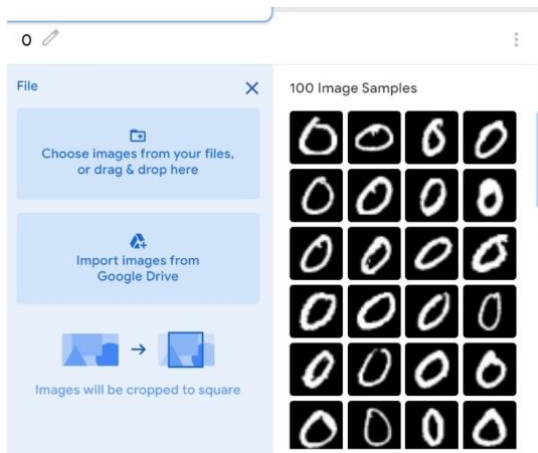 0
File
Choose images from your files,
or drag & drop here
Import images from
Google Drive
Images will be cropped to square
100 Image Samples